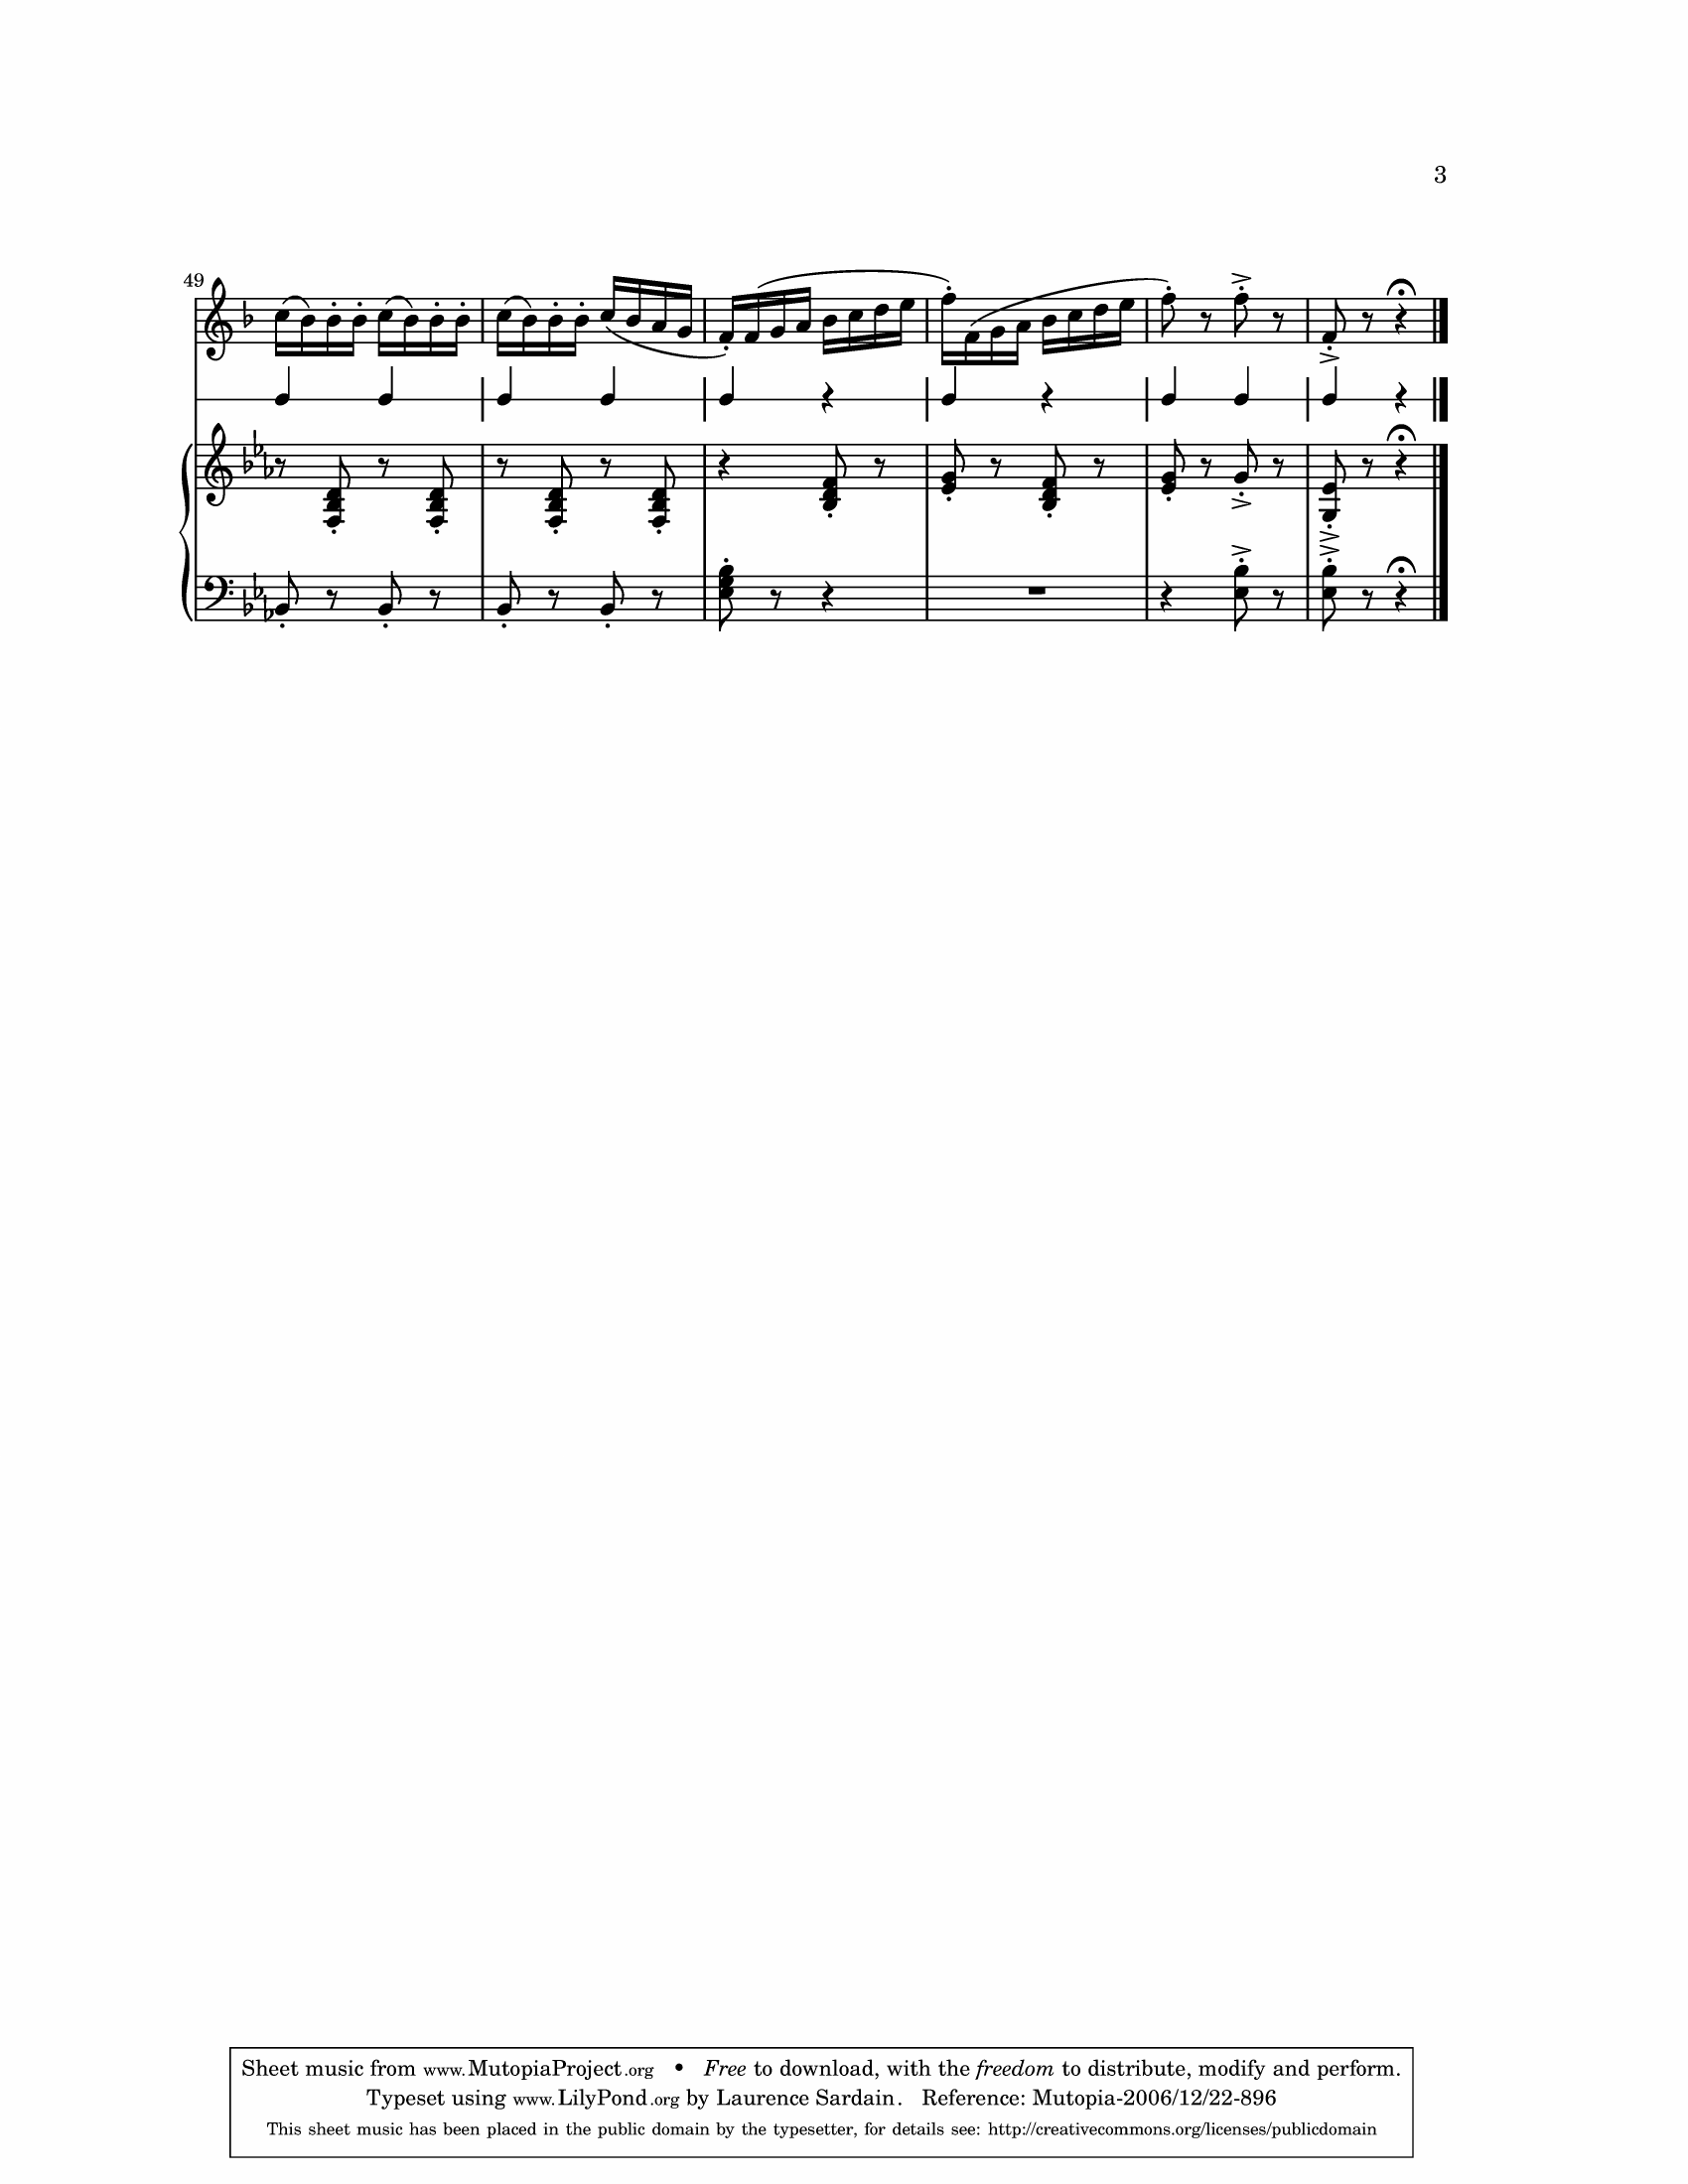 3
49
Sheet music from www.MutopiaProject.org • Free to download, with the freedom to distribute, modify and perform.
Typeset using www.LilyPond.org by Laurence Sardain. Reference: Mutopia-2006/12/22-896
This sheet music has been placed in the public domain by the typesetter, for details see: http://creativecommons.org/licenses/publicdomain